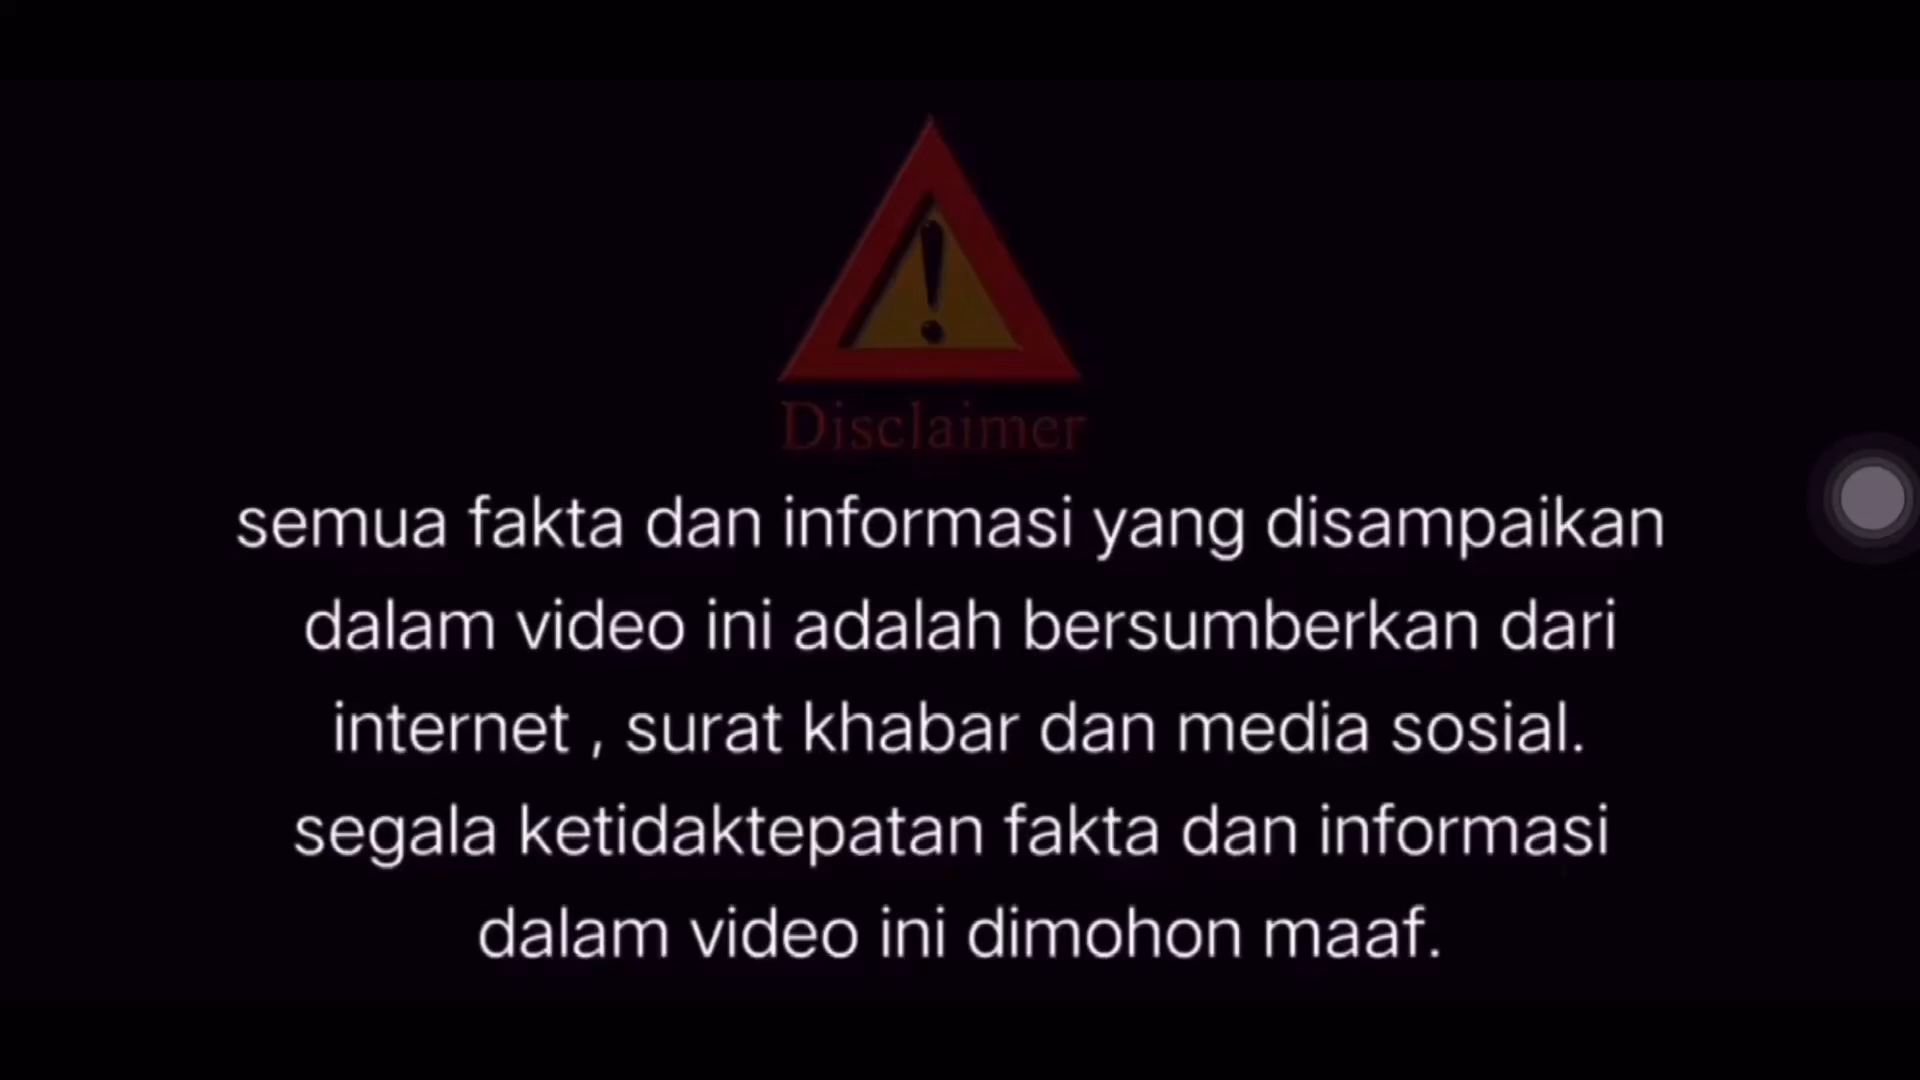 Disclaimer
semua fakta dan informasi yang disampaikan
dalam video ini adalah bersumberkan dari
internet , surat khabar dan media sosial.
segala ketidaktepatan fakta dan informasi
dalam video ini dimohon maaf.